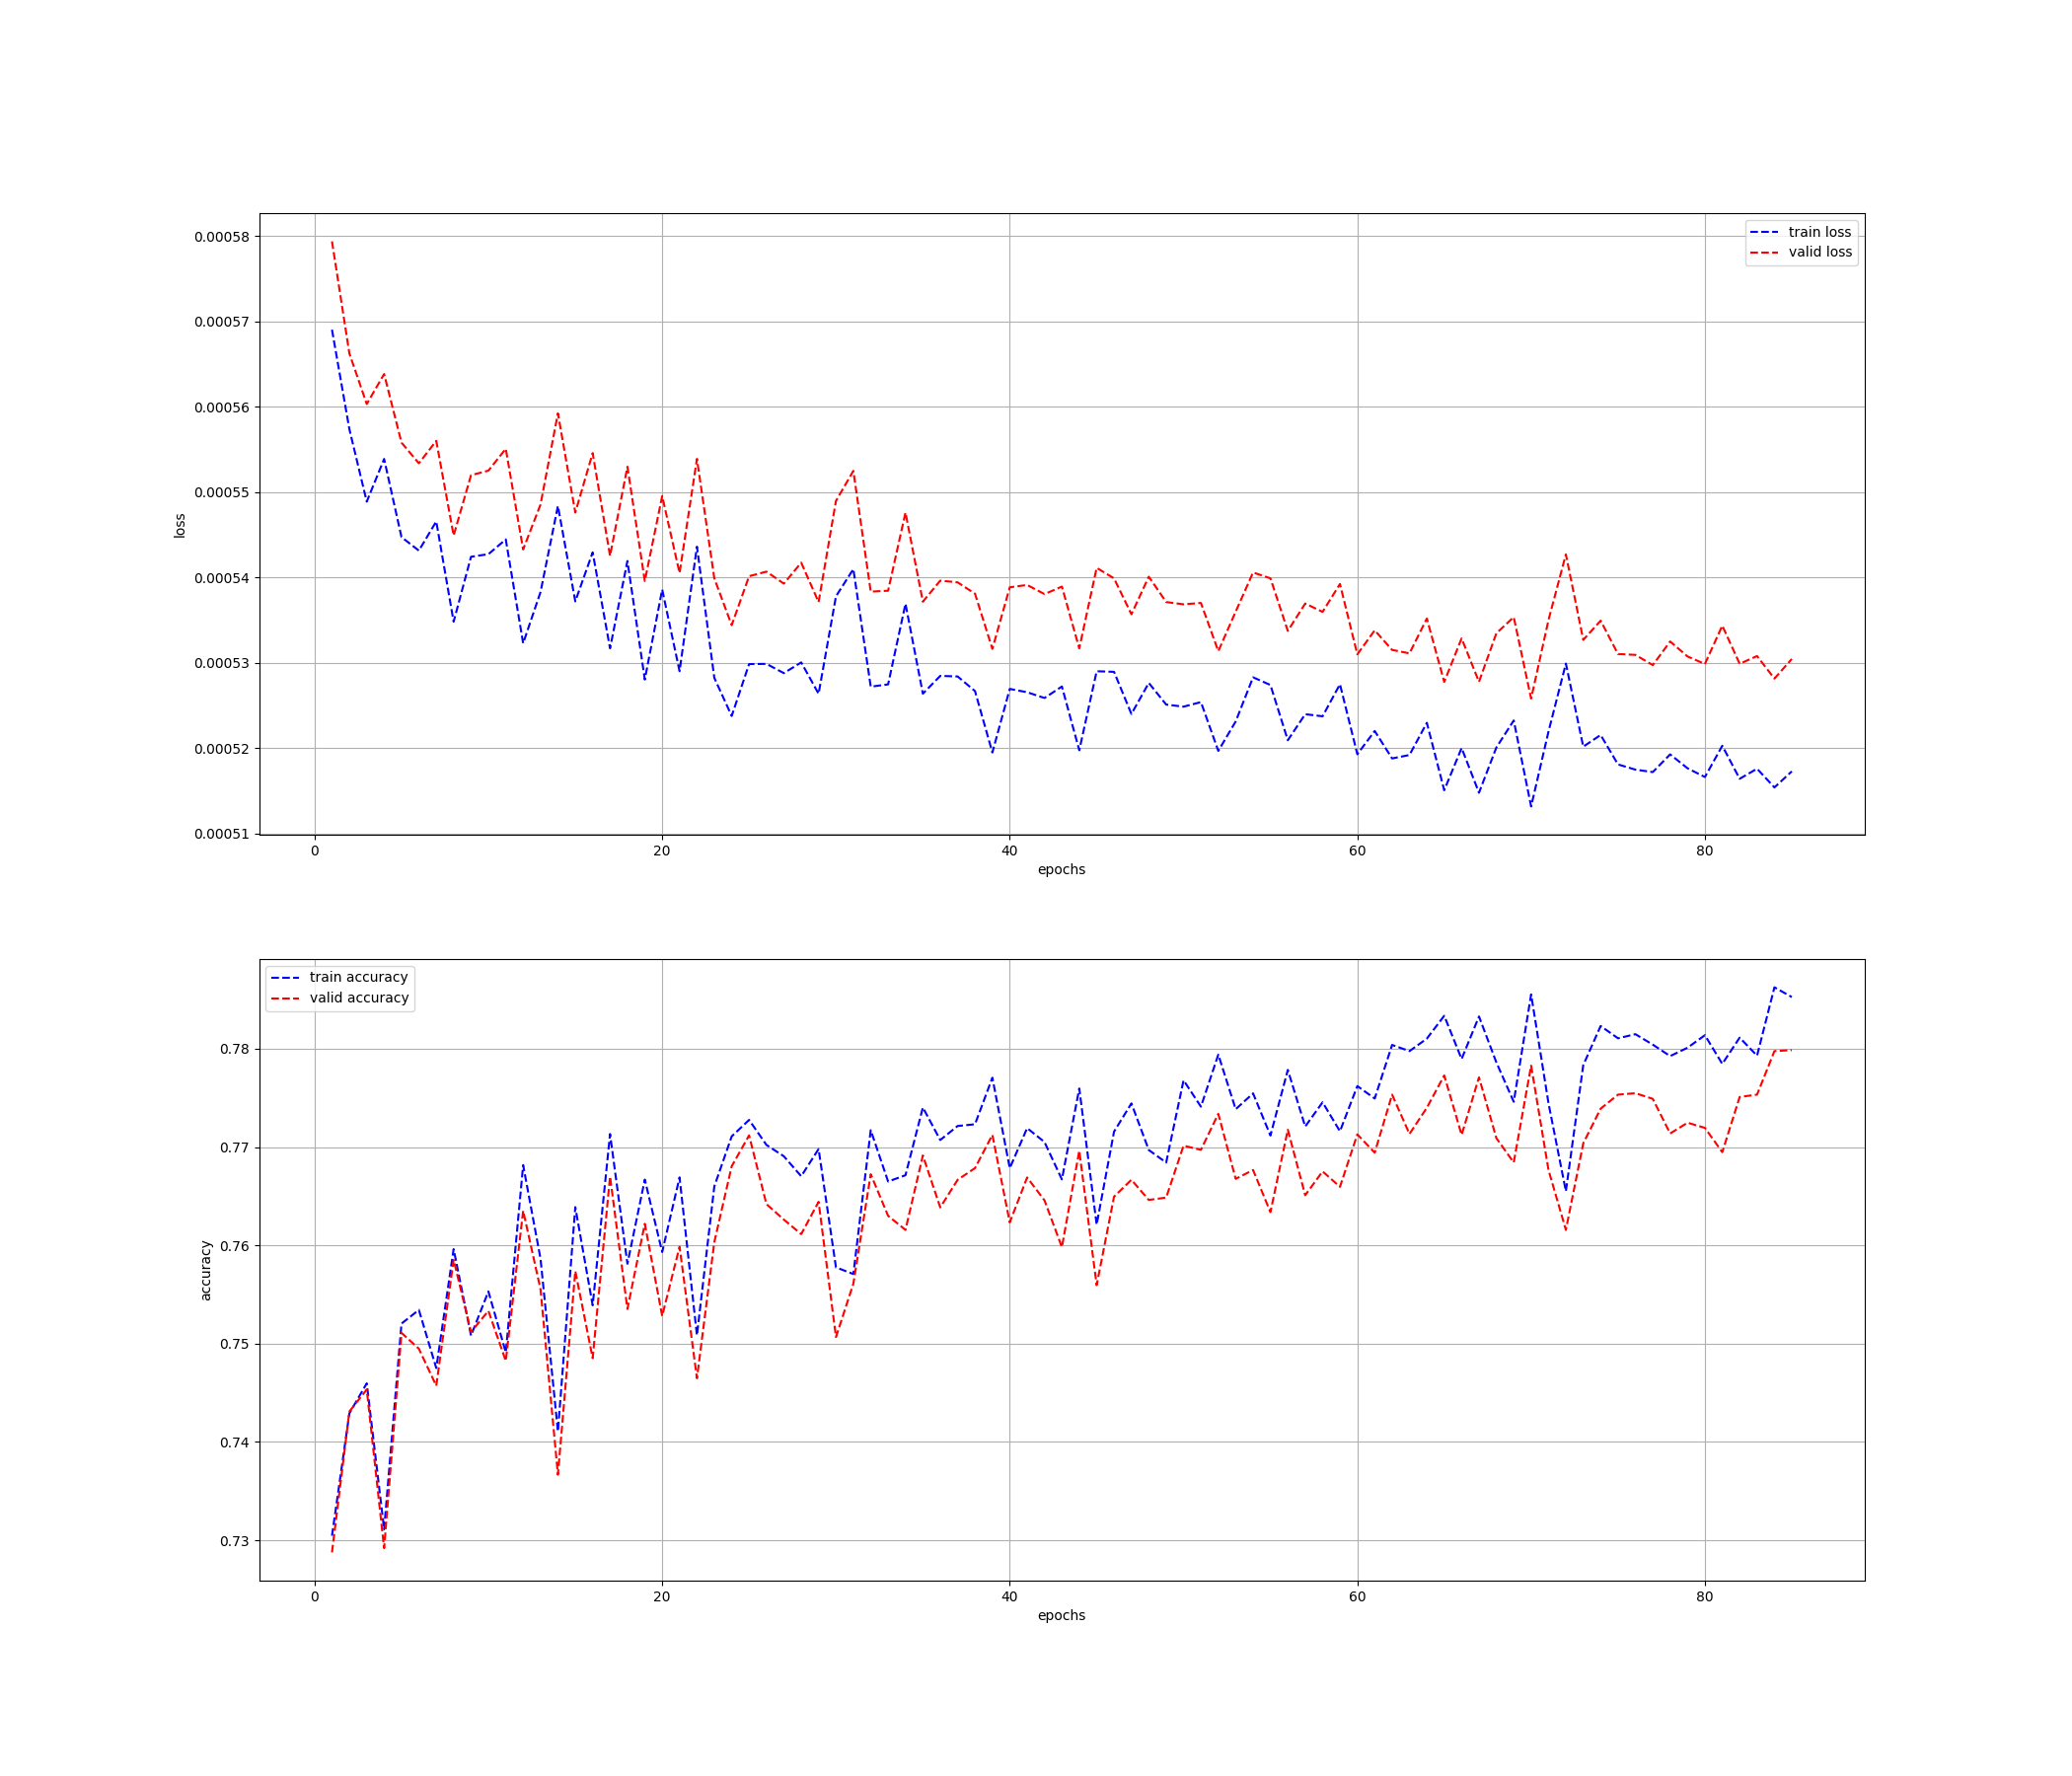 0.00058
0.00057
0.00056
0.00055
0.00054
0.00053
0.00052
0.00051
loss
train loss
valid loss
0 20 40 60 80
epochs
train accuracy
valid accuracy
0.78
0.77
0.76
0.75
0.74
0.73
accuracy
0 20 40 60 80
epochs